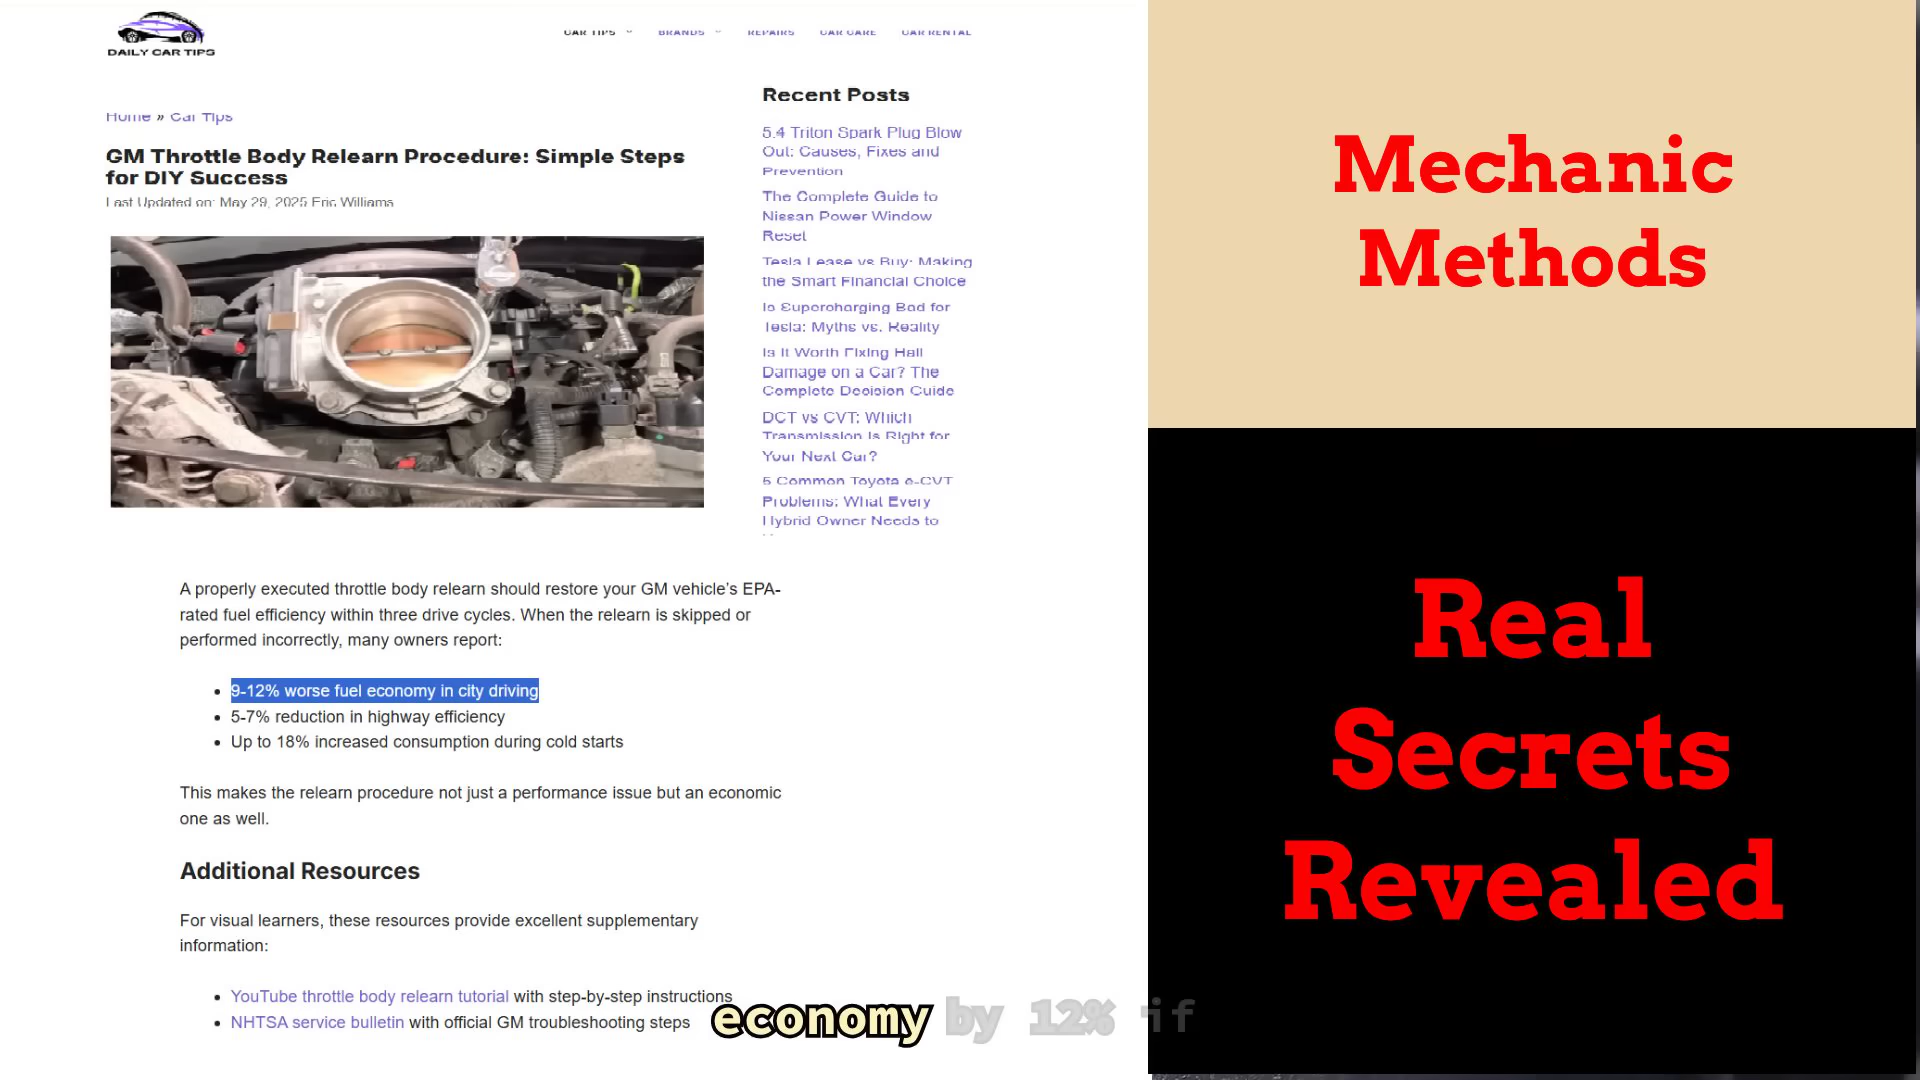 DAILY CAR TIPS
CAR TIPS BRANDS REPAIRS CAR CARE CAR RENTAL
Home » Car Tips
GM Throttle Body Relearn Procedure: Simple Steps
for DIY Success
Last Updated on: May 29, 2025 Eric Williams
Recent Posts
5.4 Triton Spark Plug Blow
Out: Causes, Fixes and
Prevention
The Complete Guide to
Nissan Power Window
Reset
Tesla Lease vs Buy: Making
the Smart Financial Choice
Is Supercharging Bad for
Tesla: Myths vs. Reality
Is It Worth Fixing Hail
Damage on a Car? The
Complete Decision Guide
DCT vs CVT: Which
Transmission Is Right for
Your Next Car?
5 Common Toyota e-CVT
Problems: What Every
Hybrid Owner Needs to
A properly executed throttle body relearn should restore your GM vehicle's EPA-
rated fuel efficiency within three drive cycles. When the relearn is skipped or
performed incorrectly, many owners report:
• 9-12% worse fuel economy in city driving
• 5-7% reduction in highway efficiency
• Up to 18% increased consumption during cold starts
This makes the relearn procedure not just a performance issue but an economic
one as well.
Additional Resources
For visual learners, these resources provide excellent supplementary
information:
• YouTube throttle body relearn tutorial with step-by-step instructions
• NHTSA service bulletin with official GM troubleshooting steps
economy by 12% if
Mechanic
Methods
Real
Secrets
Revealed